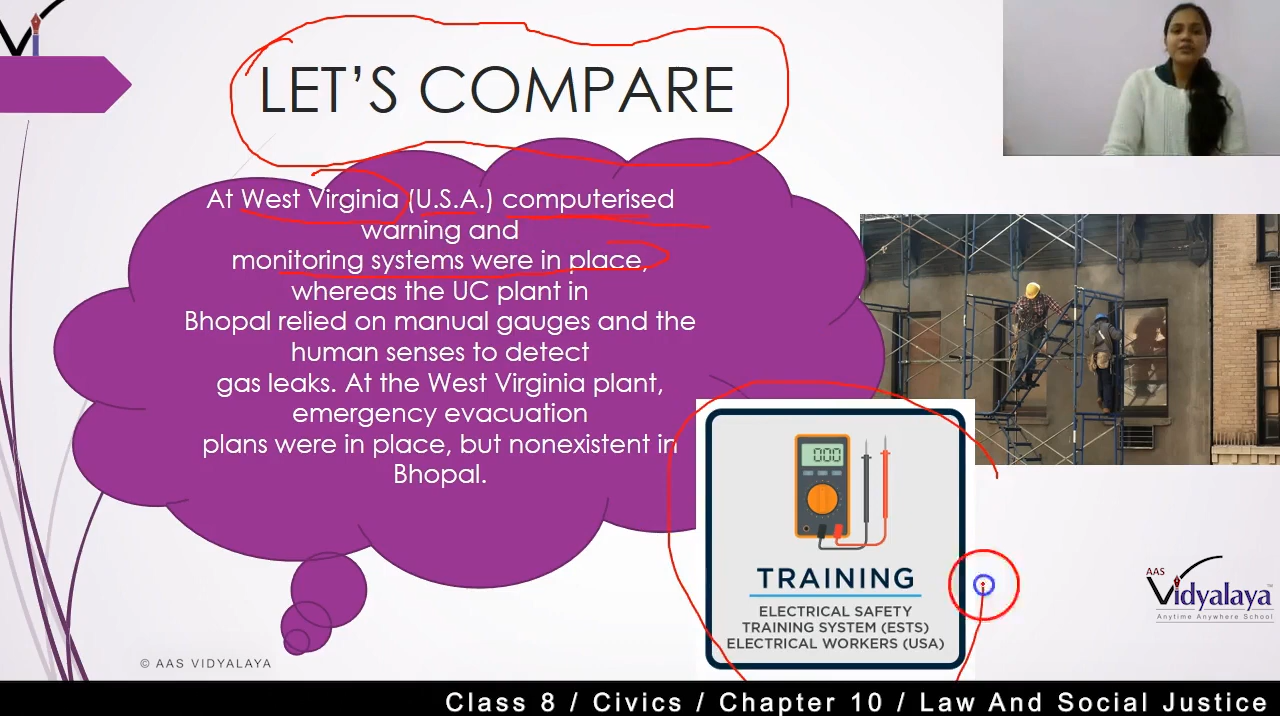 LET'S COMPARE
At West Virginia (U.S.A.) computerised
warning and
monitoring systems were in place,
whereas the UC plant in
Bhopal relied on manual gauges and the
human senses to detect
gas leaks. At the West Virginia plant,
emergency evacuation
plans were in place, but nonexistent in
Bhopal.
000
TRAINING
ELECTRICAL SAFETY
TRAINING SYSTEM (ESTS)
ELECTRICAL WORKERS (USA)
AAS
Vidyalaya
Anytime Anywhere School
© AAS VIDYALAYA
Class 8 / Civics / Chapter 10 / Law And Social Justice